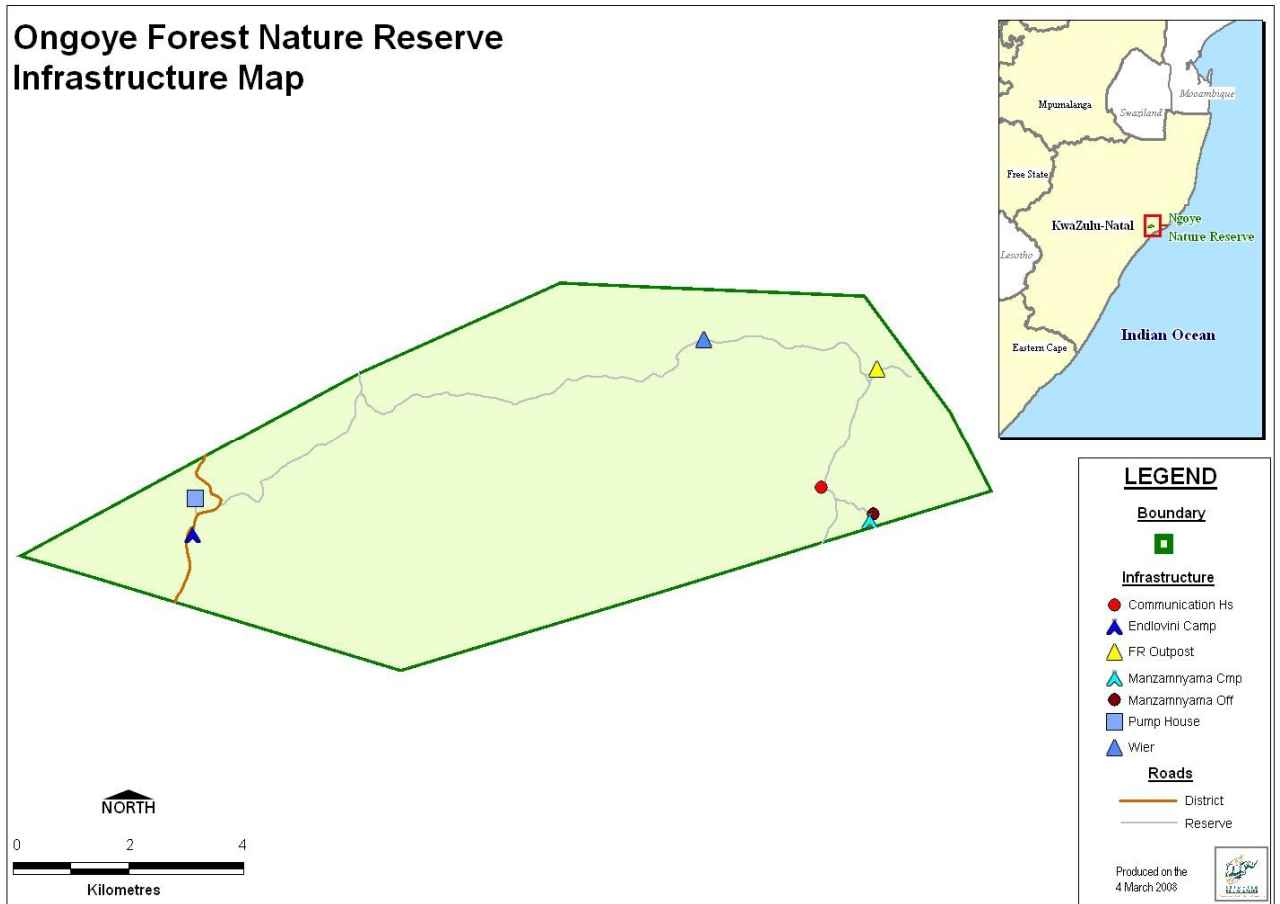 Ongoye Forest Nature Reserve
Infrastructure Map
Mpumalanga
Swaziland
Mocambique
Free State
KwaZulu-Natal
Ngoye
Nature Reserve
Lesotho
Indian Ocean
Eastern Cape
LEGEND
Boundary
Infrastructure
Communication Hs
Endlovini Camp
FR Outpost
Manzamnyama Cmp
Manzamnyama Off
Pump House
Wier
Roads
District
Reserve
Produced on the
4 March 2008
NORTH
0 2 4
Kilometres